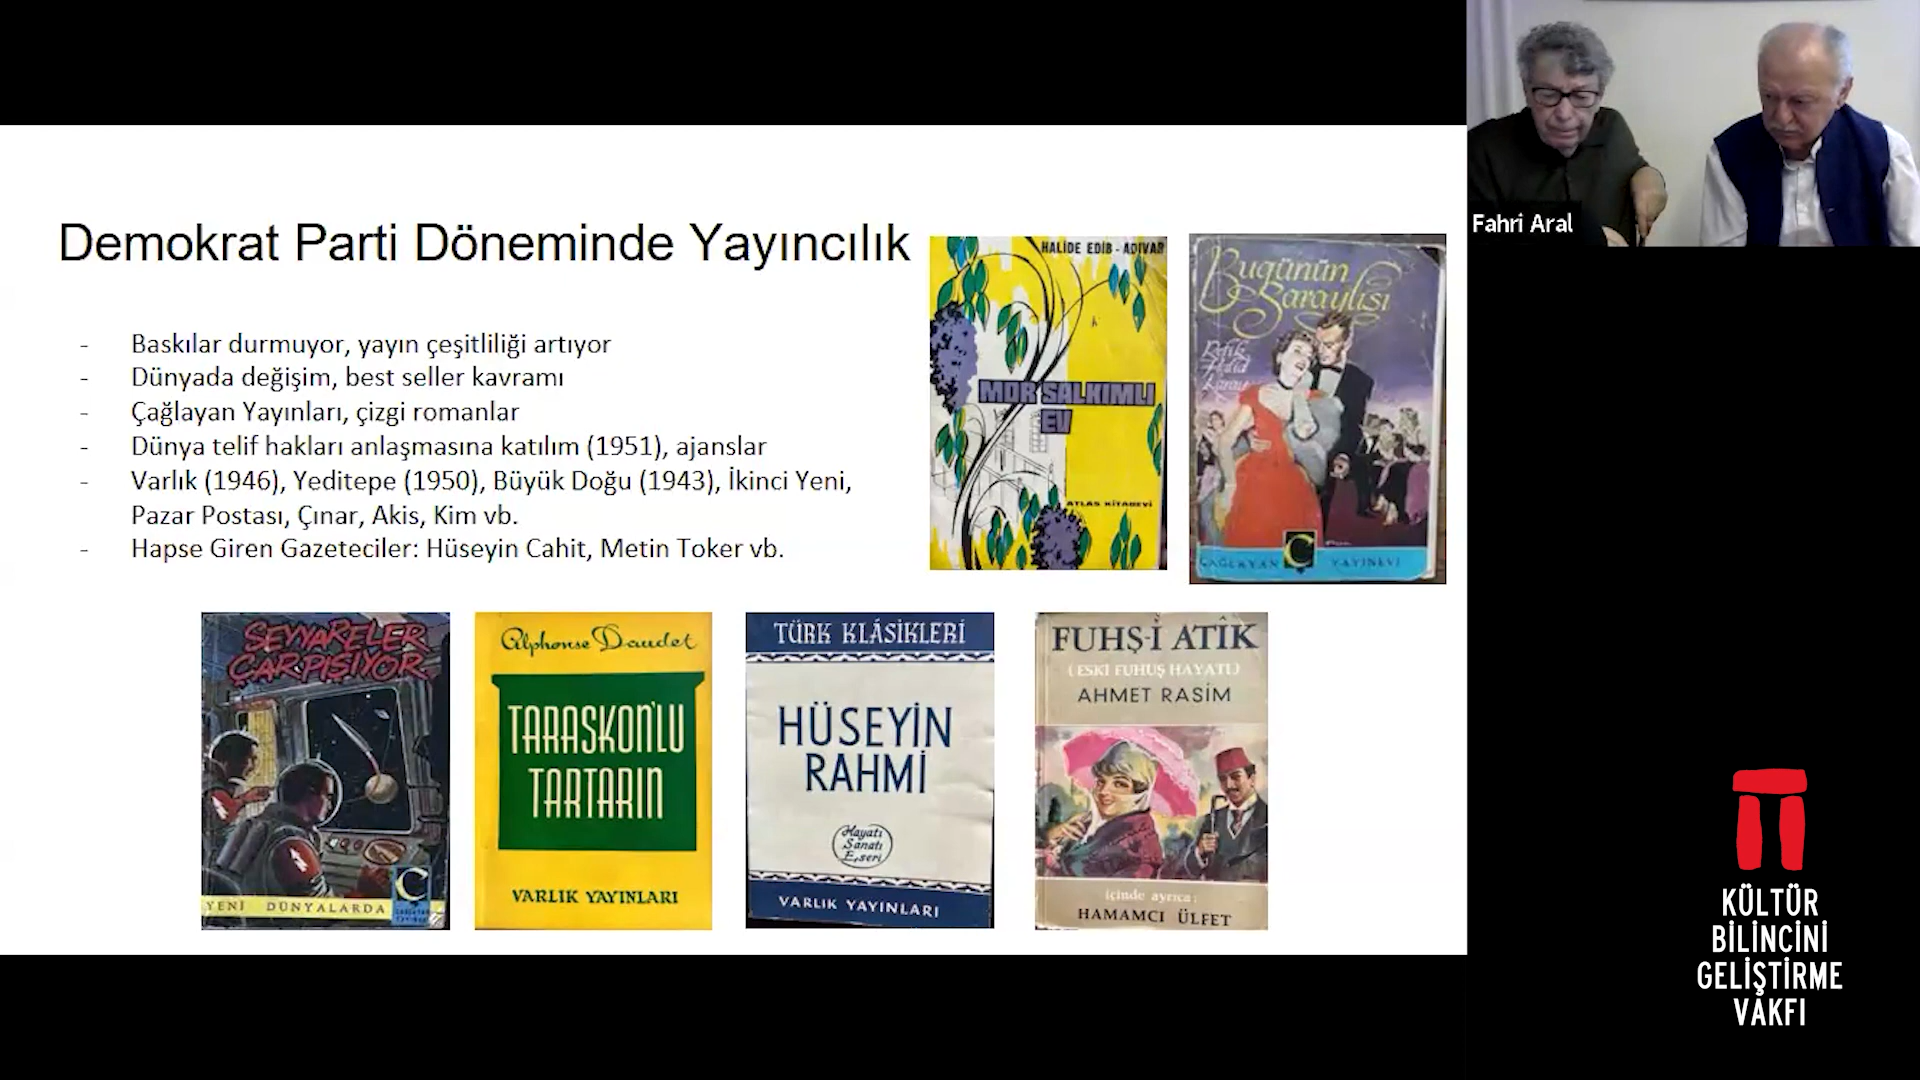 Fahri Aral
Demokrat Parti Döneminde Yayıncılık
- Baskılar durmuyor, yayın çeşitliliği artıyor
- Dünyada değişim, best seller kavramı
- Çağlayan Yayınları, çizgi romanlar
- Dünya telif hakları anlaşmasına katılım (1951), ajanslar
- Varlık (1946), Yeditepe (1950), Büyük Doğu (1943), İkinci Yeni,
Pazar Postası, Çınar, Akis, Kim vb.
- Hapse Giren Gazeteciler: Hüseyin Cahit, Metin Toker vb.
HALİDE EDİB - ADIVAR
MOR SALKIMLI
EV
ATLAS KİTABEVİ
Bugünün
Saraylısı
Refik
Halid
Karay
Ç
ÇAĞLAYAN YAYINEVİ
SEYYARELER
ÇARPIŞIYOR
YENİ DÜNYALARDA
Ç
Alphonse Daudet
TARASKON'LU
TARTARIN
VARLIK YAYINLARI
TÜRK KLÂSİKLERİ
HÜSEYİN
RAHMİ
Hayatı
Sanatı
Eseri
VARLIK YAYINLARI
FUHŞ-İ ATÎK
(ESKİ FUHUŞ HAYATI)
AHMET RASİM
içinde ayrıca:
HAMAMCI ÜLFET
KÜLTÜR
BİLİNCİNİ
GELİŞTİRME
VAKFI